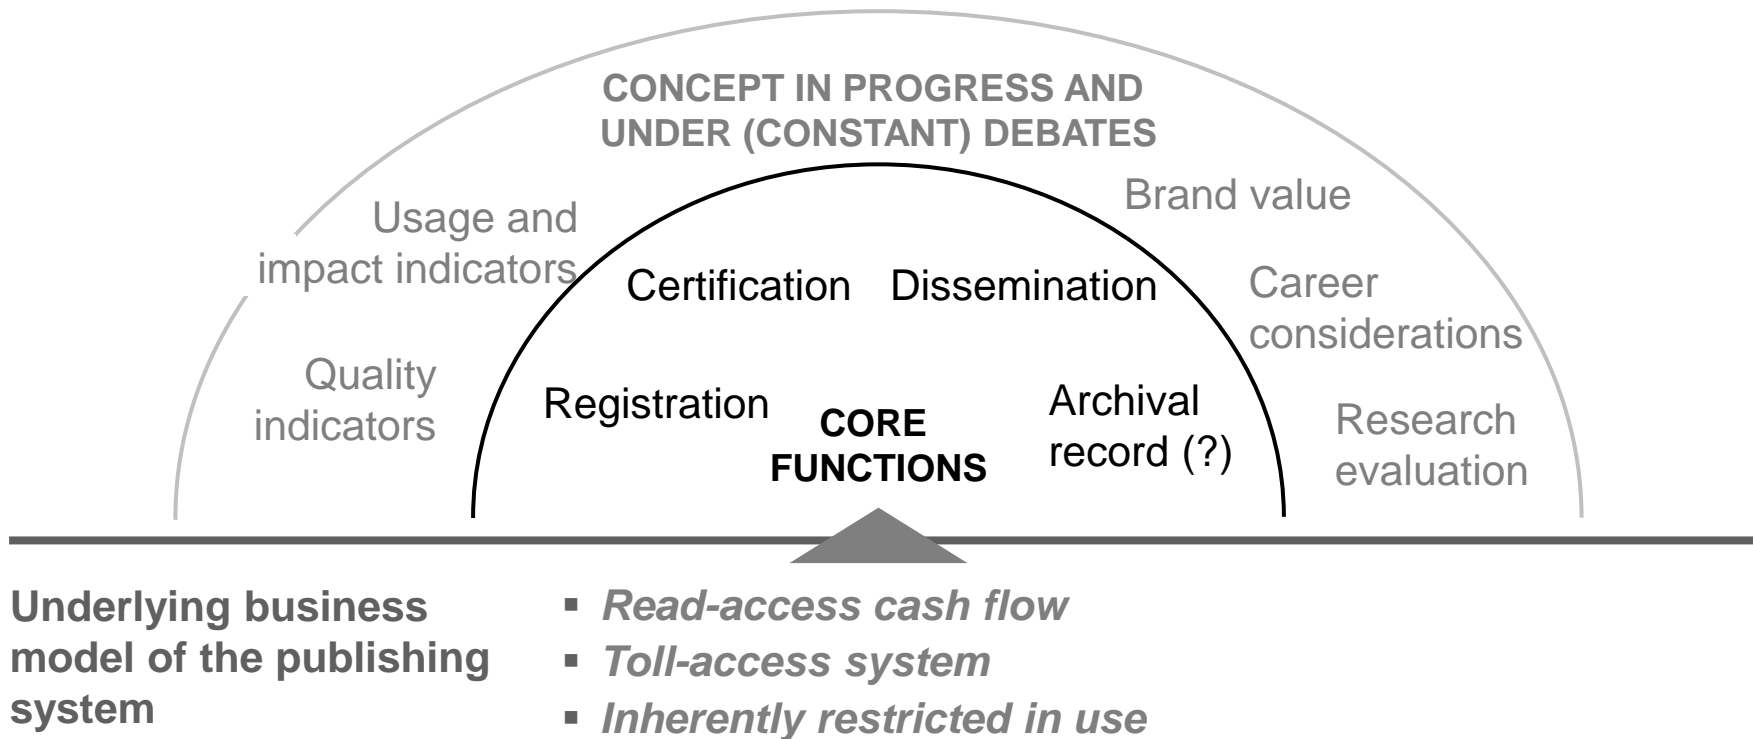 CONCEPT IN PROGRESS AND
UNDER (CONSTANT) DEBATES
Usage and
impact indicators
Brand value
Certification
Dissemination
Career
considerations
Quality
indicators
Registration
CORE
FUNCTIONS
Archival
record (?)
Research
evaluation
Underlying business
model of the publishing
system
▪ Read-access cash flow
▪ Toll-access system
▪ Inherently restricted in use